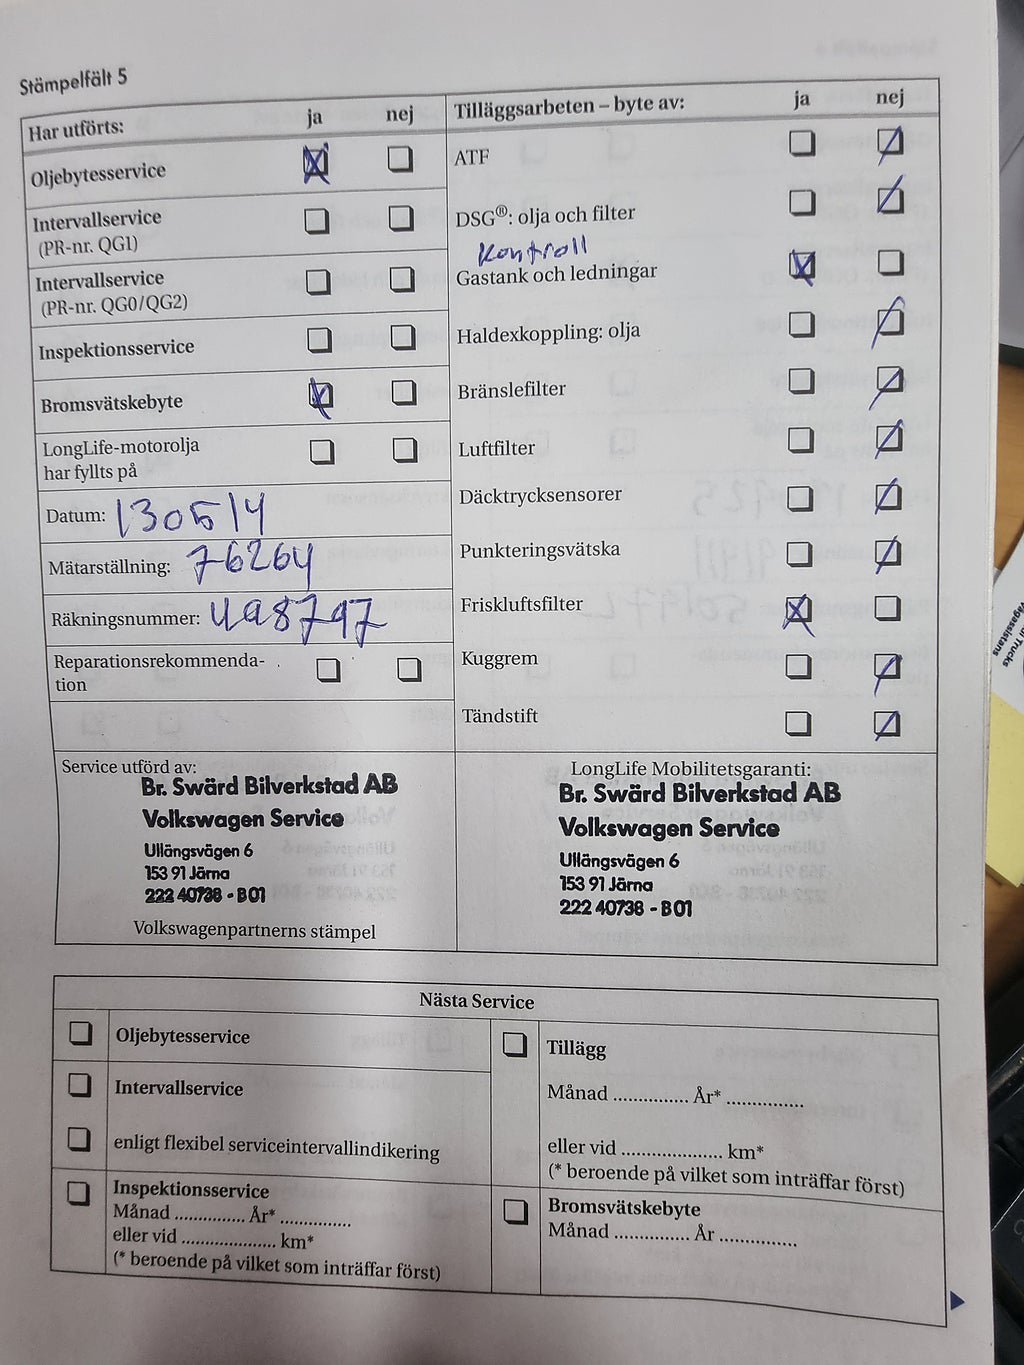 Stämpelfält 5
Har utförts: ja nej
Oljebytesservice
Intervallservice
(PR-nr. QG1)
Intervallservice
(PR-nr. QG0/QG2)
Inspektionsservice
Bromsvätskebyte
LongLife-motorolja
har fyllts på
Datum: 130514
Mätarställning: 76264
Räkningsnummer: 498797
Reparationsrekommenda-
tion
Tilläggsarbeten – byte av: ja nej
ATF
DSG®: olja och filter
Kontroll
Gastank och ledningar
Haldexkoppling: olja
Bränslefilter
Luftfilter
Däcktrycksensorer
Punkteringsvätska
Friskluftsfilter
Kuggrem
Tändstift
Service utförd av:
Br. Swärd Bilverkstad AB
Volkswagen Service
Ullängsvägen 6
153 91 Järna
222 40738 - B01
Volkswagenpartnerns stämpel
LongLife Mobilitetsgaranti:
Br. Swärd Bilverkstad AB
Volkswagen Service
Ullängsvägen 6
153 91 Järna
222 40738 - B01
Nästa Service
Oljebytesservice
Intervallservice
enligt flexibel serviceintervallindikering
Inspektionsservice
Månad ............... År* ...............
eller vid .................... km*
(* beroende på vilket som inträffar först)
Tillägg
Månad ............... År* ...............
eller vid .................... km*
(* beroende på vilket som inträffar först)
Bromsvätskebyte
Månad ............... År ...............